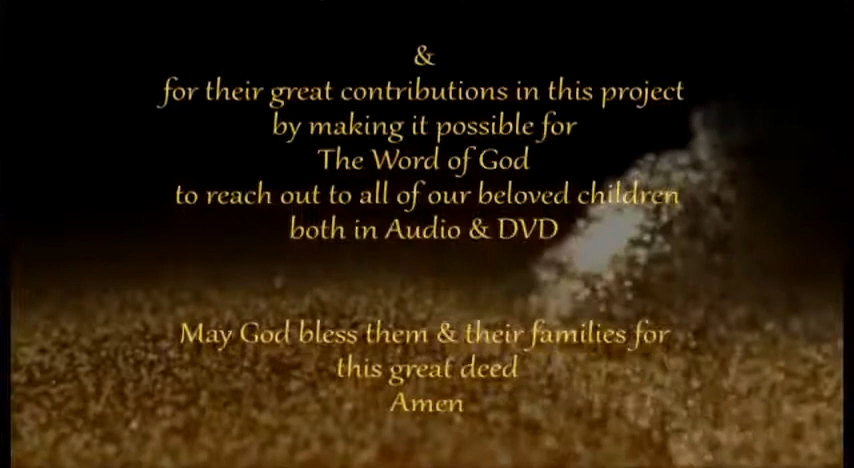 &
for their great contributions in this project
by making it possible for
The Word of God
to reach out to all of our beloved children
both in Audio & DVD
May God bless them & their families for
this great deed
Amen